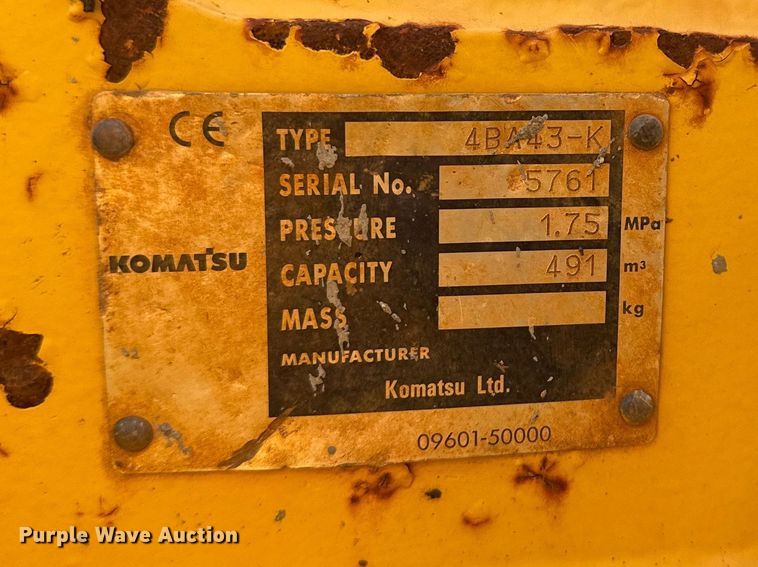 CE
TYPE 4BA43-K
SERIAL No. 5761
PRESSURE 1.75 MPa
KOMATSU
CAPACITY 491 m³
MASS kg
MANUFACTURER
Komatsu Ltd.
09601-50000
Purple Wave Auction®